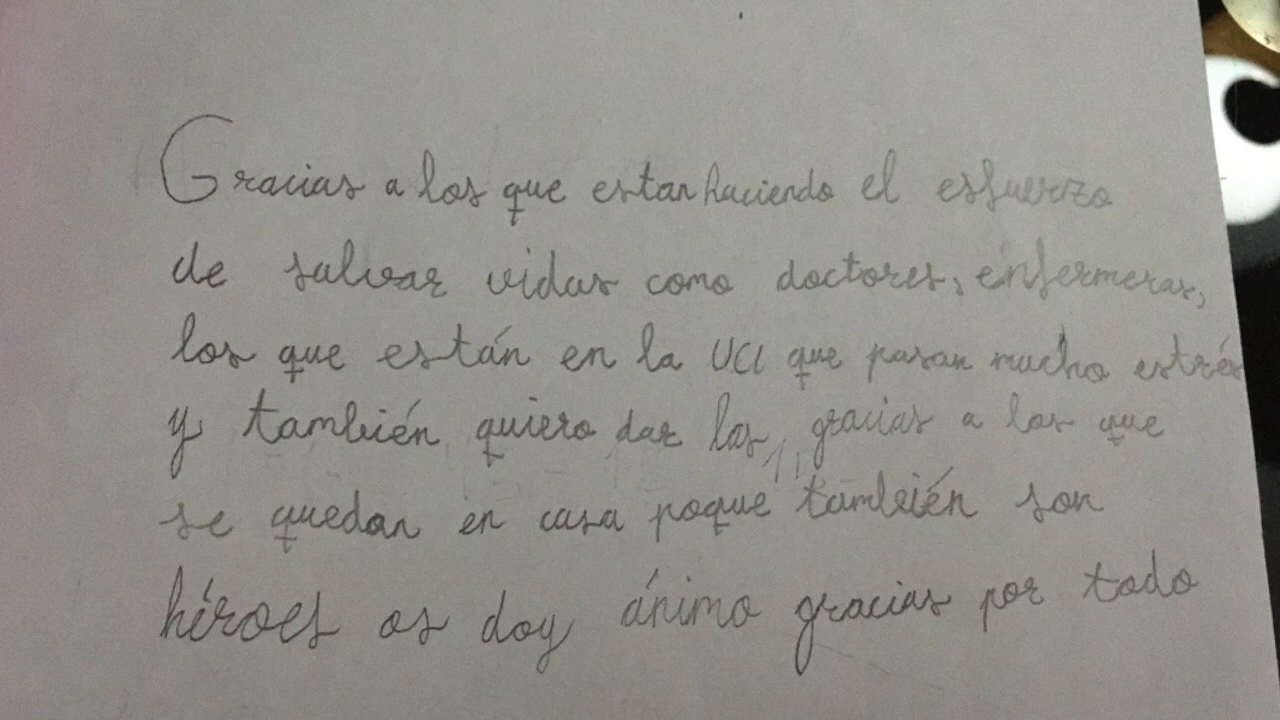 Gracias a los que estan haciendo el esfuerzo
de salvar vidas como doctores, enfermeras,
los que están en la UCI que pasan mucho estrés
y también quiero dar las gracias a los que
se quedan en casa poque también son
héroes os doy ánimo gracias por todo